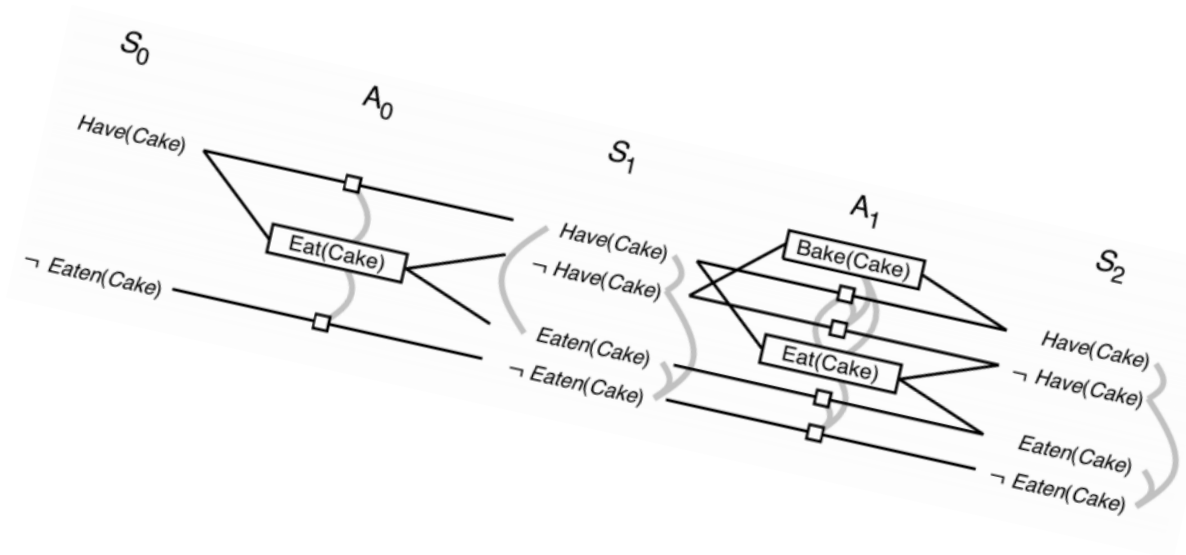 S0
A0
S1
A1
S2
Have(Cake)
¬ Eaten(Cake)
Eat(Cake)
Have(Cake)
¬ Have(Cake)
Eaten(Cake)
¬ Eaten(Cake)
Bake(Cake)
Eat(Cake)
Have(Cake)
¬ Have(Cake)
Eaten(Cake)
¬ Eaten(Cake)